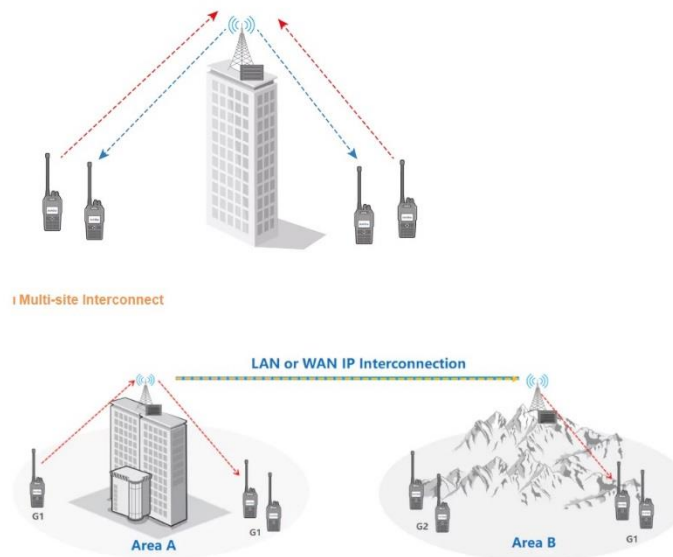 Multi-site Interconnect
LAN or WAN IP Interconnection
G1
G1
G2
G1
Area A
Area B